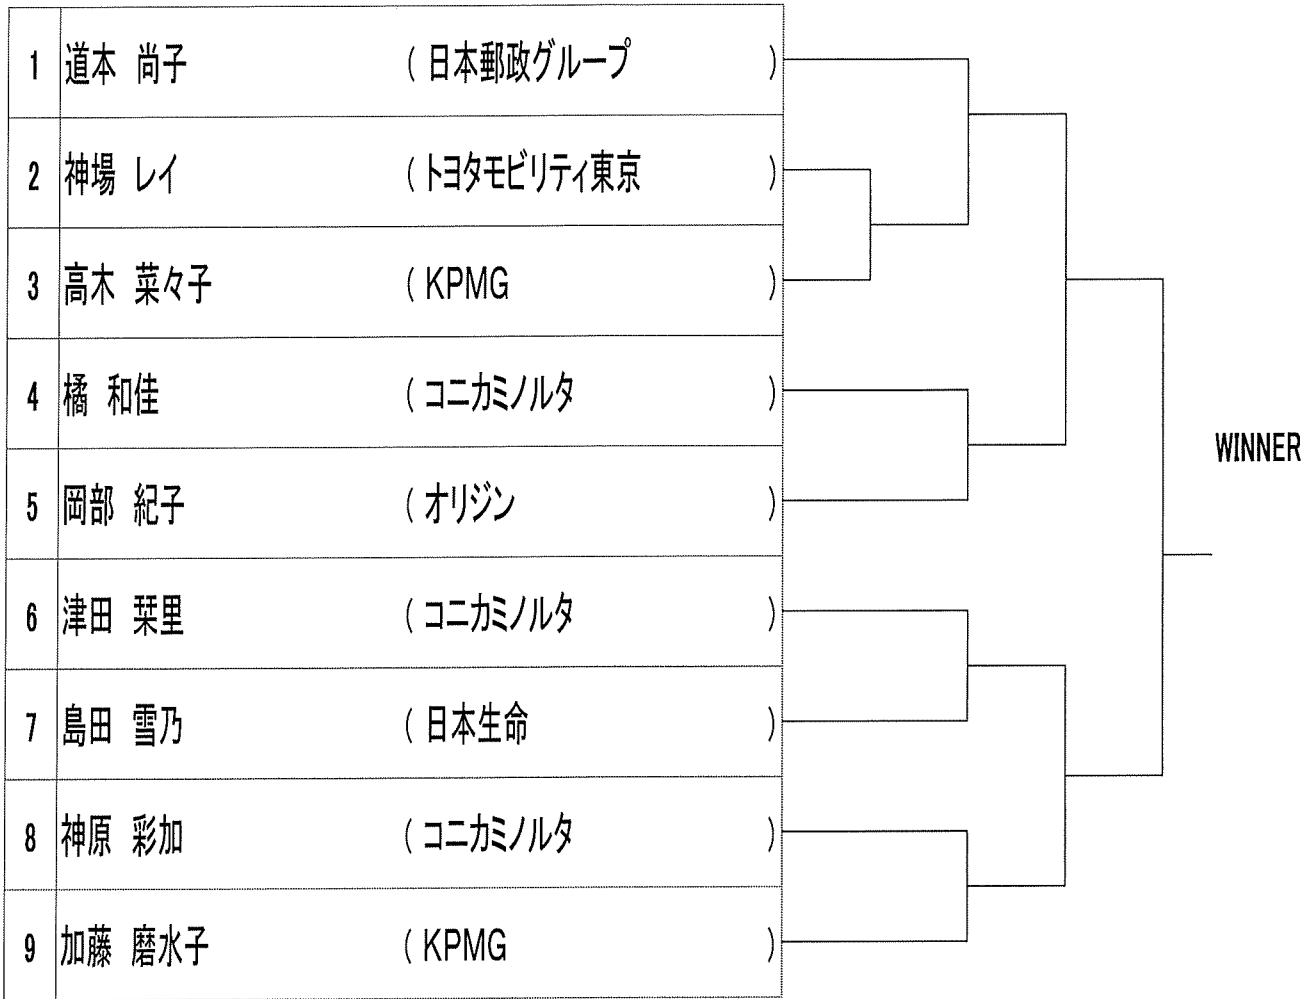 1 道本 尚子 ( 日本郵政グループ )
2 神場 レイ ( トヨタモビリティ東京 )
3 高木 菜々子 ( KPMG )
4 橘 和佳 ( コニカミノルタ )
5 岡部 紀子 ( オリジン )
6 津田 栞里 ( コニカミノルタ )
7 島田 雪乃 ( 日本生命 )
8 神原 彩加 ( コニカミノルタ )
9 加藤 磨水子 ( KPMG )
WINNER